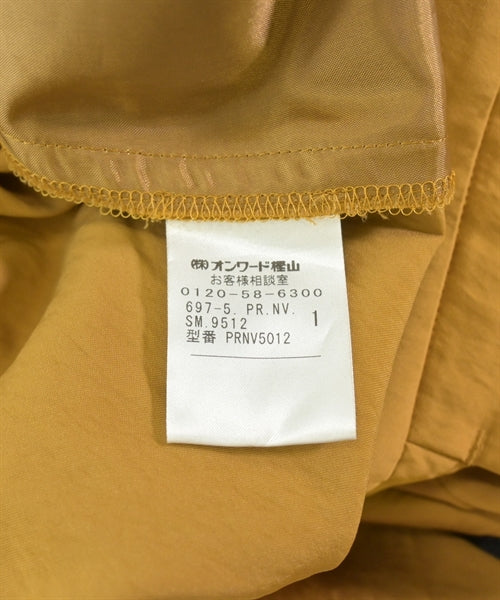 (株)オンワード樫山
お客様相談室
0120-58-6300
697-5. PR.NV.
SM.9512 1
型番 PRNV5012